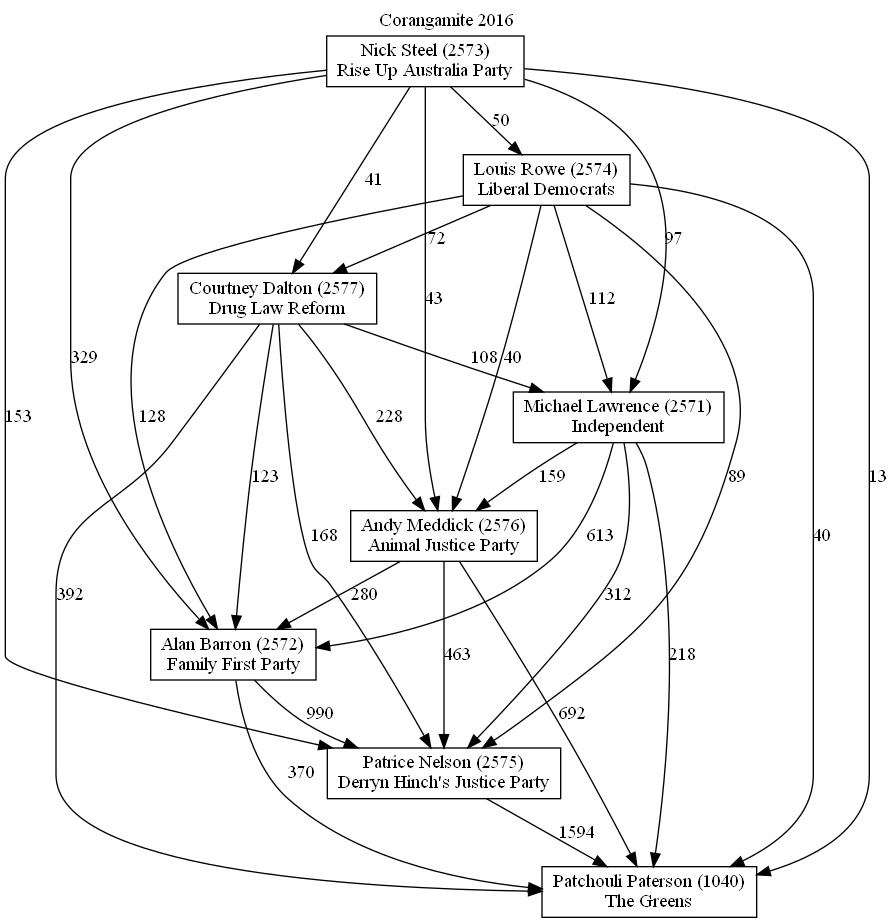 Corangamite 2016
Nick Steel (2573)
Rise Up Australia Party
50
Louis Rowe (2574)
Liberal Democrats
41
72
97
Courtney Dalton (2577)
Drug Law Reform
43
112
329
108
40
Michael Lawrence (2571)
Independent
153
128
228
123
159
89
13
Andy Meddick (2576)
Animal Justice Party
168
613
40
392
280
312
Alan Barron (2572)
Family First Party
463
218
990
692
370
Patrice Nelson (2575)
Derryn Hinch's Justice Party
1594
Patchouli Paterson (1040)
The Greens